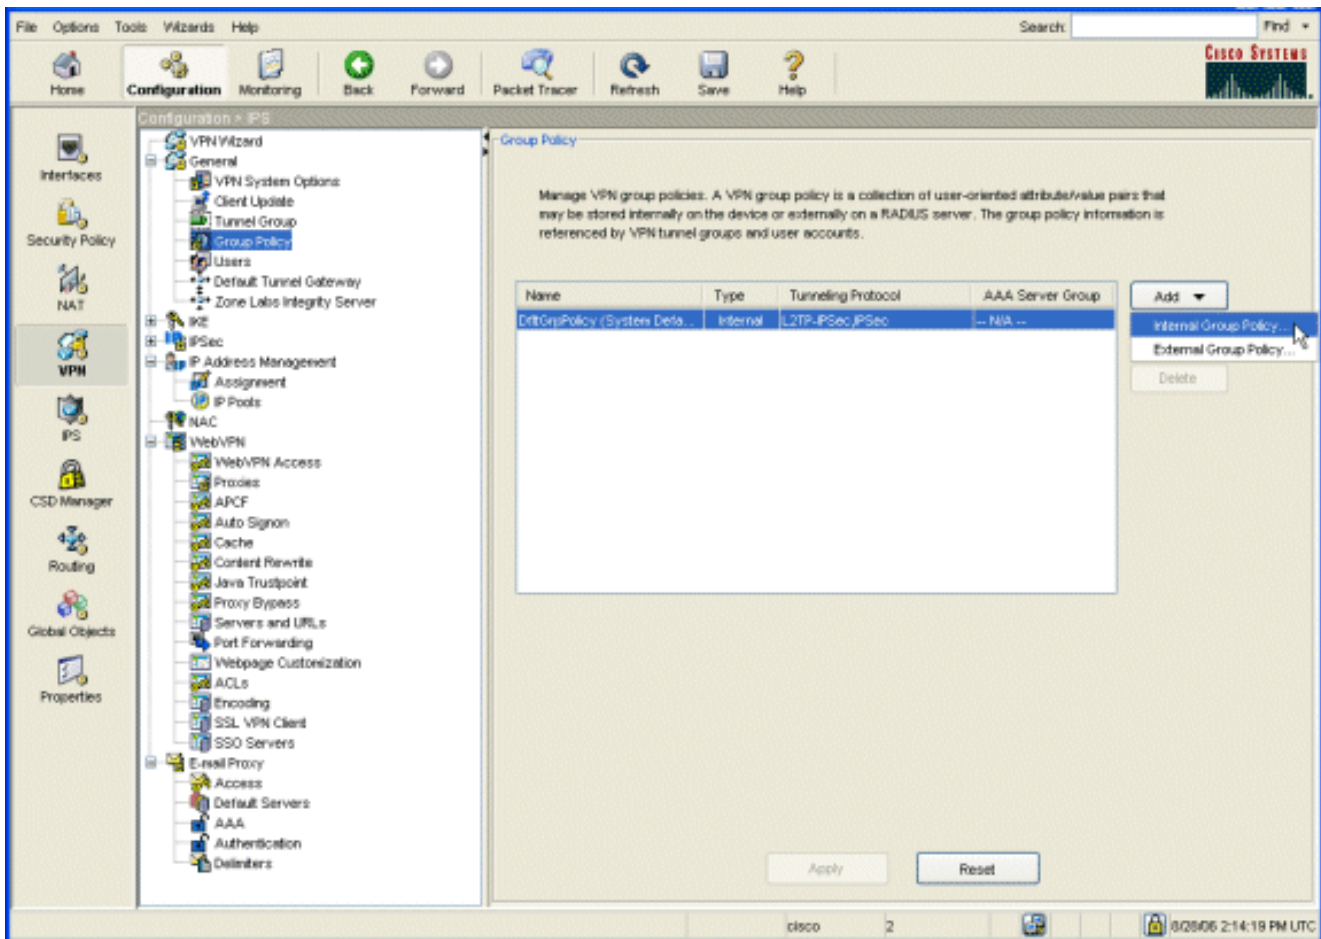 File Options Tools Wizards Help Search: Find
Home Configuration Monitoring Back Forward Packet Tracer Refresh Save Help
CISCO SYSTEMS
Configuration > IPS
Interfaces
Security Policy
NAT
VPN
IPS
CSD Manager
Routing
Global Objects
Properties
VPN Wizard
General
VPN System Options
Client Update
Tunnel Group
Group Policy
Users
Default Tunnel Gateway
Zone Labs Integrity Server
IKE
IPSec
IP Address Management
Assignment
IP Pools
NAC
WebVPN
WebVPN Access
Proxies
APCF
Auto Signon
Cache
Content Rewrite
Java Trustpoint
Proxy Bypass
Servers and URLs
Port Forwarding
Webpage Customization
ACLs
Encoding
SSL VPN Client
SSO Servers
E-mail Proxy
Access
Default Servers
AAA
Authentication
Delimiters
Group Policy
Manage VPN group policies. A VPN group policy is a collection of user-oriented attribute/value pairs that
may be stored internally on the device or externally on a RADIUS server. The group policy information is
referenced by VPN tunnel groups and user accounts.
Name Type Tunneling Protocol AAA Server Group
DfltGrpPolicy (System Defa... Internal L2TP-IPSec,IPSec -- N/A --
Add
Internal Group Policy...
External Group Policy...
Delete
Apply Reset
cisco 2 8/28/06 2:14:19 PM UTC